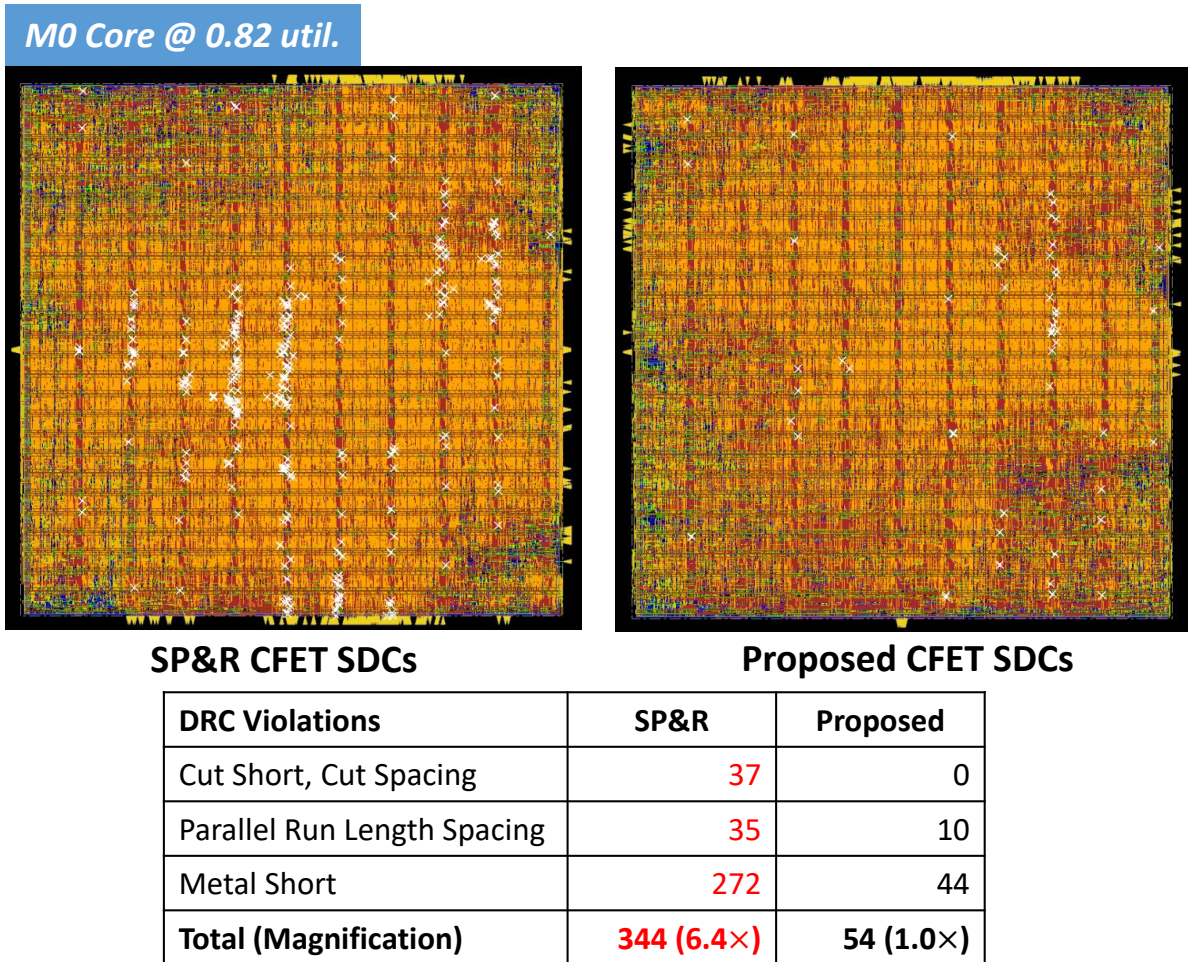 M0 Core @ 0.82 util.
SP&R CFET SDCs
Proposed CFET SDCs
DRC Violations SP&R Proposed
Cut Short, Cut Spacing 37 0
Parallel Run Length Spacing 35 10
Metal Short 272 44
Total (Magnification) 344 (6.4×) 54 (1.0×)